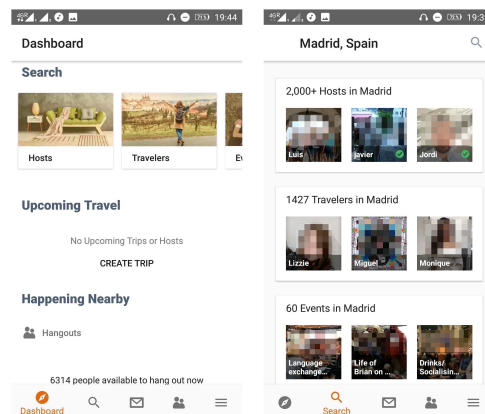 19:44
Dashboard
Search
Hosts
Travelers
Upcoming Travel
No Upcoming Trips or Hosts
CREATE TRIP
Happening Nearby
Hangouts
6314 people available to hang out now
Dashboard
Madrid, Spain
2,000+ Hosts in Madrid
Luis
javier
Jordi
1427 Travelers in Madrid
Lizzie
Miguel
Monique
60 Events in Madrid
Language
exchange...
Life of
Brian on ...
Drinks/
Socialisin...
Search